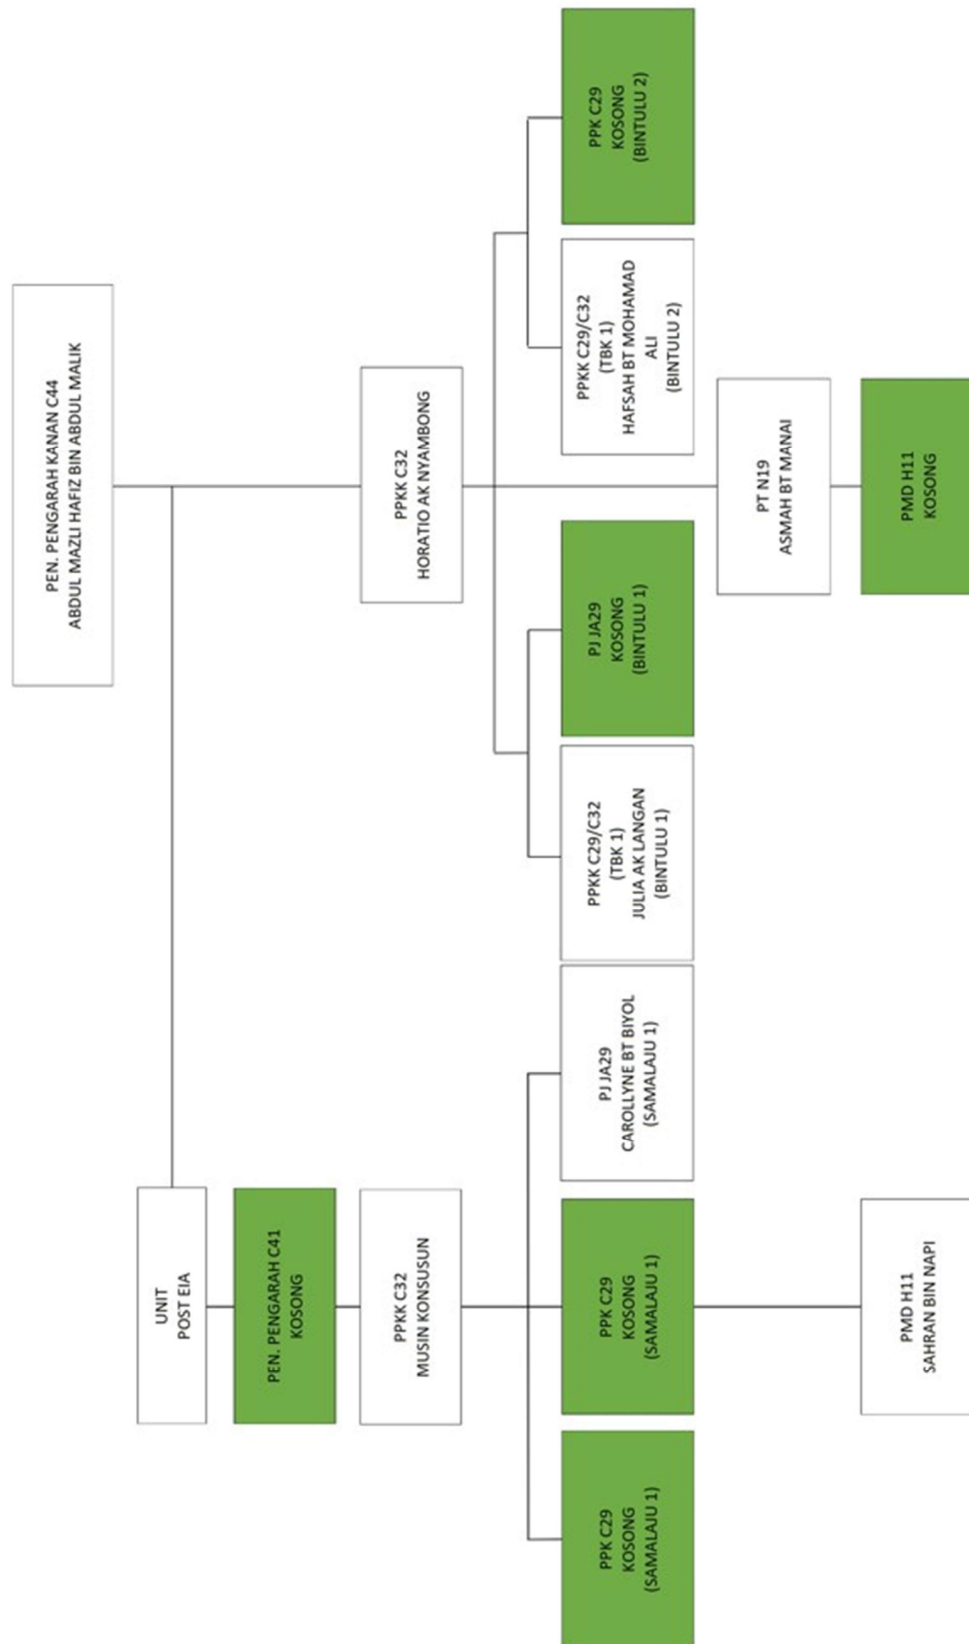 PEN. PENGARAH KANAN C44
ABDUL MAZLI HAFIZ BIN ABDUL MALIK
UNIT
POST EIA
PEN. PENGARAH C41
KOSONG
PPKK C32
MUSIN KONSUSUN
PPKK C32
HORATIO AK NYAMBONG
PPK C29
KOSONG
(SAMALAJU 1)
PPK C29
KOSONG
(SAMALAJU 1)
PJ JA29
CAROLLYNE BT BIYOL
(SAMALAJU 1)
PPKK C29/C32
(TBK 1)
JULIA AK LANGAN
(BINTULU 1)
PJ JA29
KOSONG
(BINTULU 1)
PPKK C29/C32
(TBK 1)
HAFSAH BT MOHAMAD
ALI
(BINTULU 2)
PPK C29
KOSONG
(BINTULU 2)
PT N19
ASMAH BT MANAI
PMD H11
SAHRAN BIN NAPI
PMD H11
KOSONG